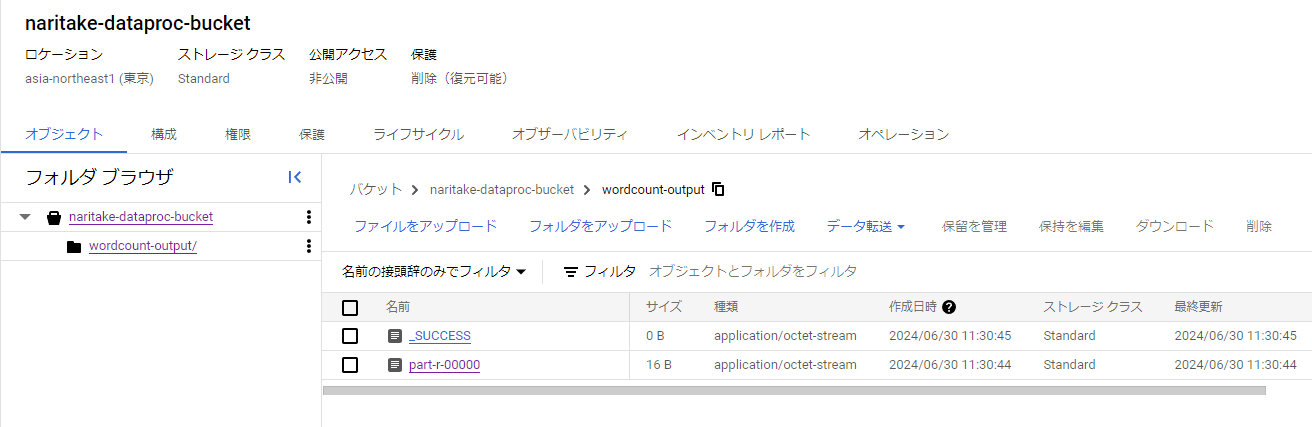 naritake-dataproc-bucket
ロケーション ストレージ クラス 公開アクセス 保護
asia-northeast1 (東京) Standard 非公開 削除（復元可能）
オブジェクト 構成 権限 保護 ライフサイクル オブザーバビリティ インベントリ レポート オペレーション
フォルダ ブラウザ
naritake-dataproc-bucket
wordcount-output/
バケット > naritake-dataproc-bucket > wordcount-output
ファイルをアップロード フォルダをアップロード フォルダを作成 データ転送 保留を管理 保持を編集 ダウンロード 削除
名前の接頭辞のみでフィルタ フィルタ オブジェクトとフォルダをフィルタ
名前 サイズ 種類 作成日時 ストレージ クラス 最終更新
_SUCCESS 0 B application/octet-stream 2024/06/30 11:30:45 Standard 2024/06/30 11:30:45
part-r-00000 16 B application/octet-stream 2024/06/30 11:30:44 Standard 2024/06/30 11:30:44